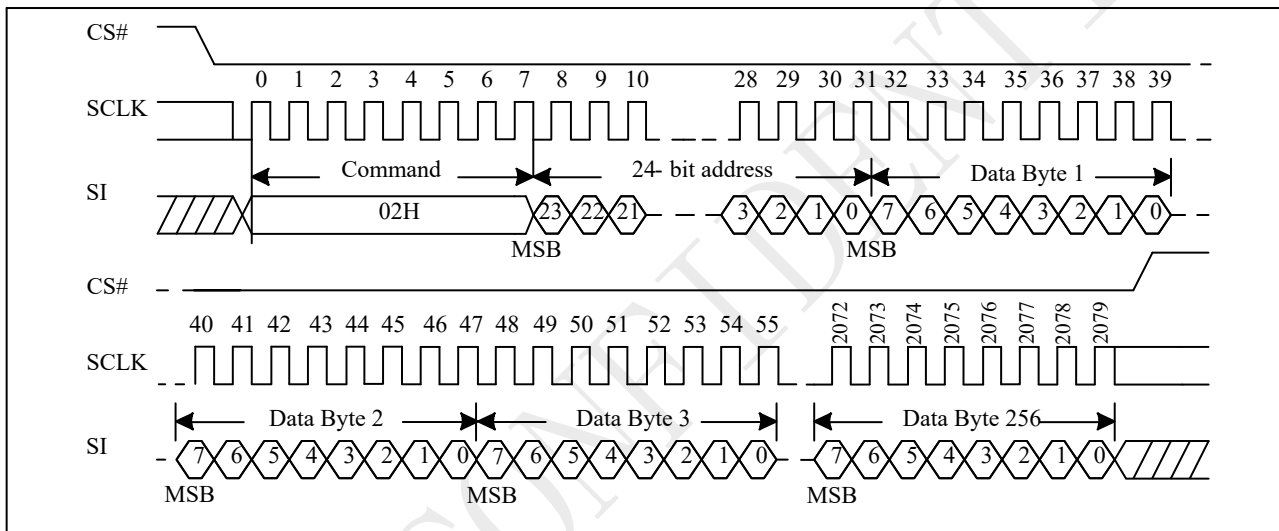 CS#
0 1 2 3 4 5 6 7 8 9 10 28 29 30 31 32 33 34 35 36 37 38 39
SCLK
Command 24- bit address Data Byte 1
SI
02H 23 22 21 3 2 1 0 7 6 5 4 3 2 1 0
MSB MSB
CS#
40 41 42 43 44 45 46 47 48 49 50 51 52 53 54 55 2072 2073 2074 2075 2076 2077 2078 2079
SCLK
Data Byte 2 Data Byte 3 Data Byte 256
SI
7 6 5 4 3 2 1 0 7 6 5 4 3 2 1 0 7 6 5 4 3 2 1 0
MSB MSB MSB
CONFIDENT